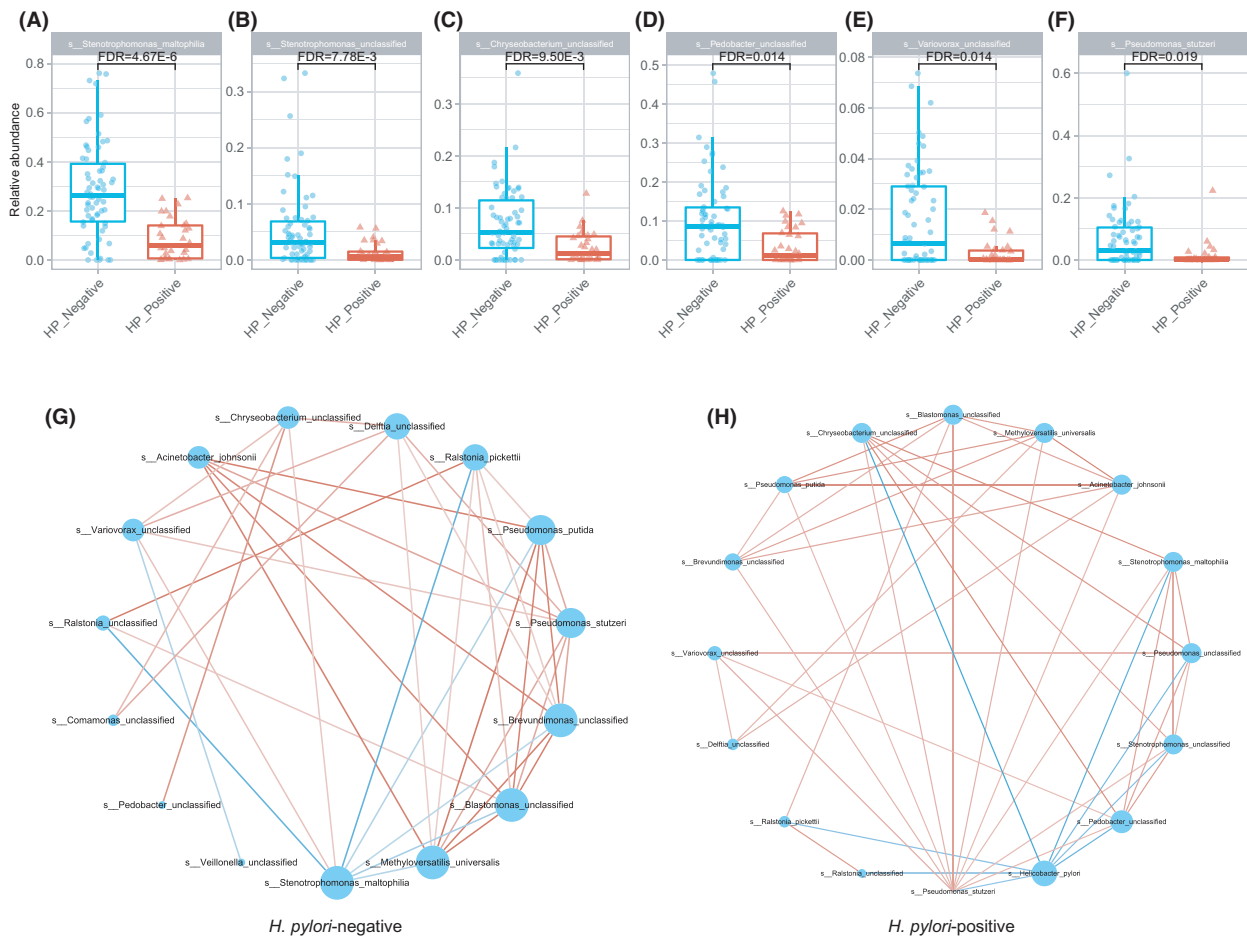 (A) (B) (C) (D) (E) (F)
s__Stenotrophomonas_maltophilia s__Stenotrophomonas_unclassified s__Chryseobacterium_unclassified s__Pedobacter_unclassified s__Variovorax_unclassified s__Pseudomonas_stutzeri
FDR=4.67E-6 FDR=7.78E-3 FDR=9.50E-3 FDR=0.014 FDR=0.014 FDR=0.019
Relative abundance
0.8
0.6
0.4
0.2
0.0
0.3
0.2
0.1
0.0
0.3
0.2
0.1
0.0
0.5
0.4
0.3
0.2
0.1
0.0
0.08
0.06
0.04
0.02
0.00
0.6
0.4
0.2
0.0
HP_Negative HP_Positive HP_Negative HP_Positive HP_Negative HP_Positive HP_Negative HP_Positive HP_Negative HP_Positive HP_Negative HP_Positive
(G)
s__Chryseobacterium_unclassified
s__Delftia_unclassified
s__Acinetobacter_johnsonii
s__Ralstonia_pickettii
s__Variovorax_unclassified
s__Pseudomonas_putida
s__Ralstonia_unclassified
s__Pseudomonas_stutzeri
s__Comamonas_unclassified
s__Brevundimonas_unclassified
s__Pedobacter_unclassified
s__Blastomonas_unclassified
s__Veillonella_unclassified
s__Methyloversatilis_universalis
s__Stenotrophomonas_maltophilia
H. pylori-negative
(H)
s__Blastomonas_unclassified
s__Chryseobacterium_unclassified
s__Methyloversatilis_universalis
s__Pseudomonas_putida
s__Acinetobacter_johnsonii
s__Brevundimonas_unclassified
s__Stenotrophomonas_maltophilia
s__Variovorax_unclassified
s__Pseudomonas_unclassified
s__Delftia_unclassified
s__Stenotrophomonas_unclassified
s__Ralstonia_pickettii
s__Pedobacter_unclassified
s__Ralstonia_unclassified
s__Helicobacter_pylori
s__Pseudomonas_stutzeri
H. pylori-positive